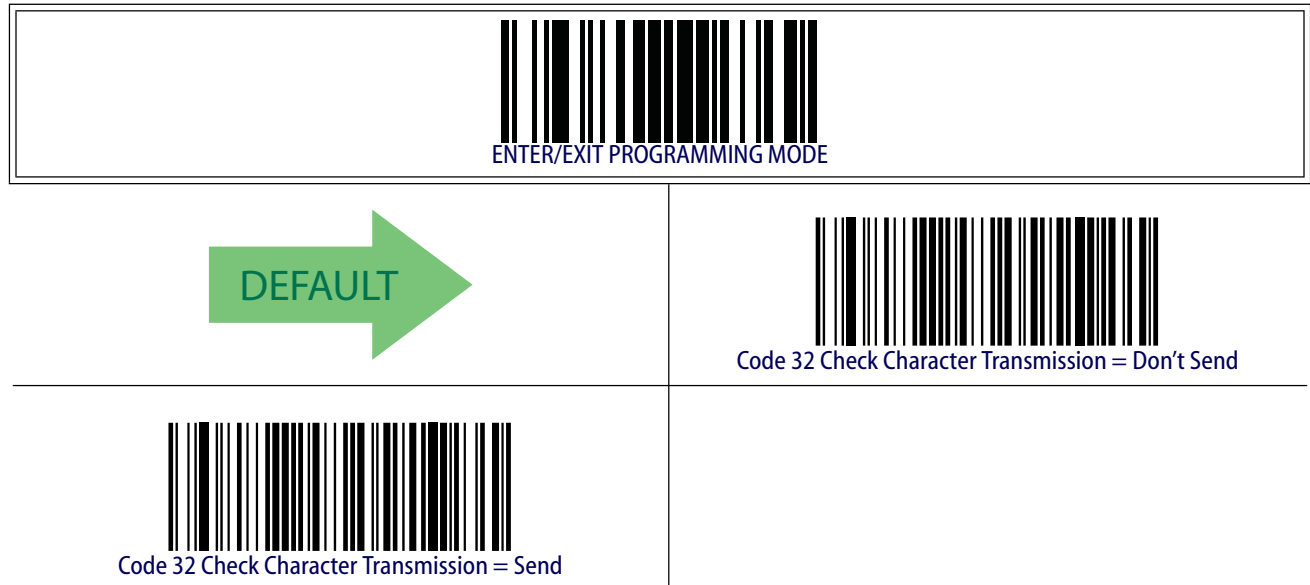 ENTER/EXIT PROGRAMMING MODE
DEFAULT
Code 32 Check Character Transmission = Don’t Send
Code 32 Check Character Transmission = Send